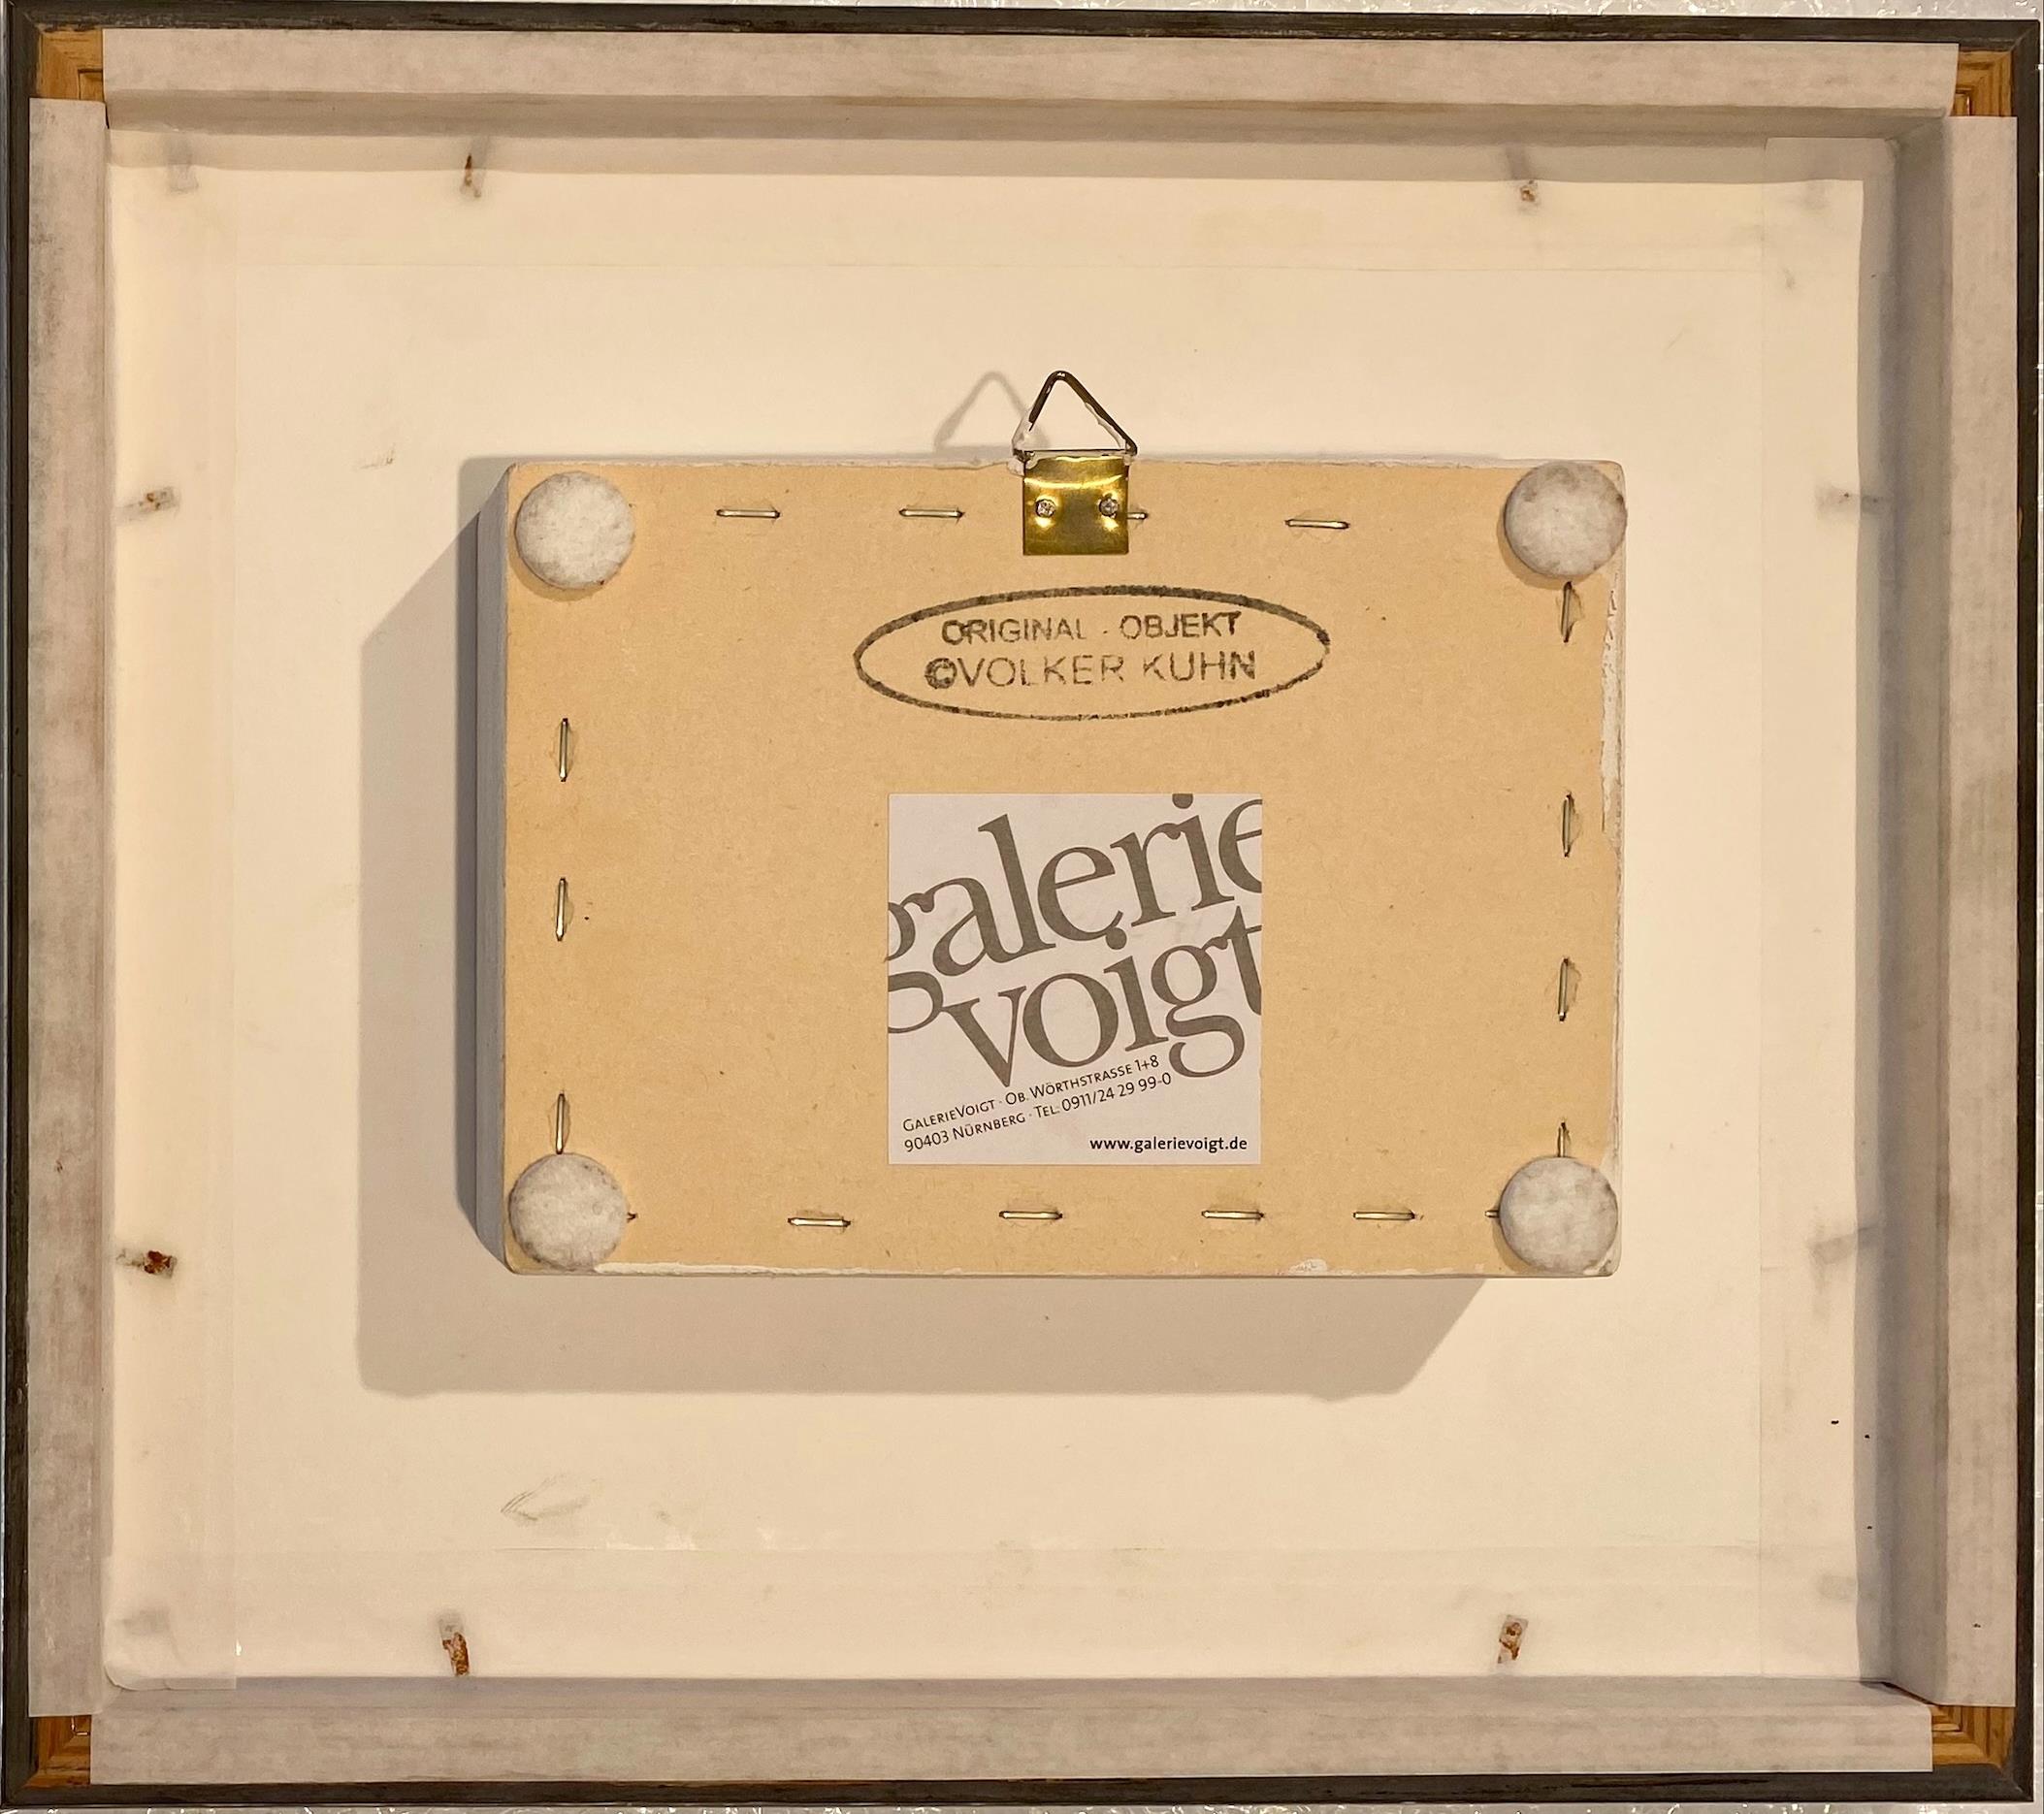 ORIGINAL - OBJEKT
©VOLKER KUHN
galerie
voigt
GALERIEVOIGT · OB. WÖRTHSTRASSE 1+8
90403 NÜRNBERG · TEL. 0911/24 29 99-0
www.galerievoigt.de